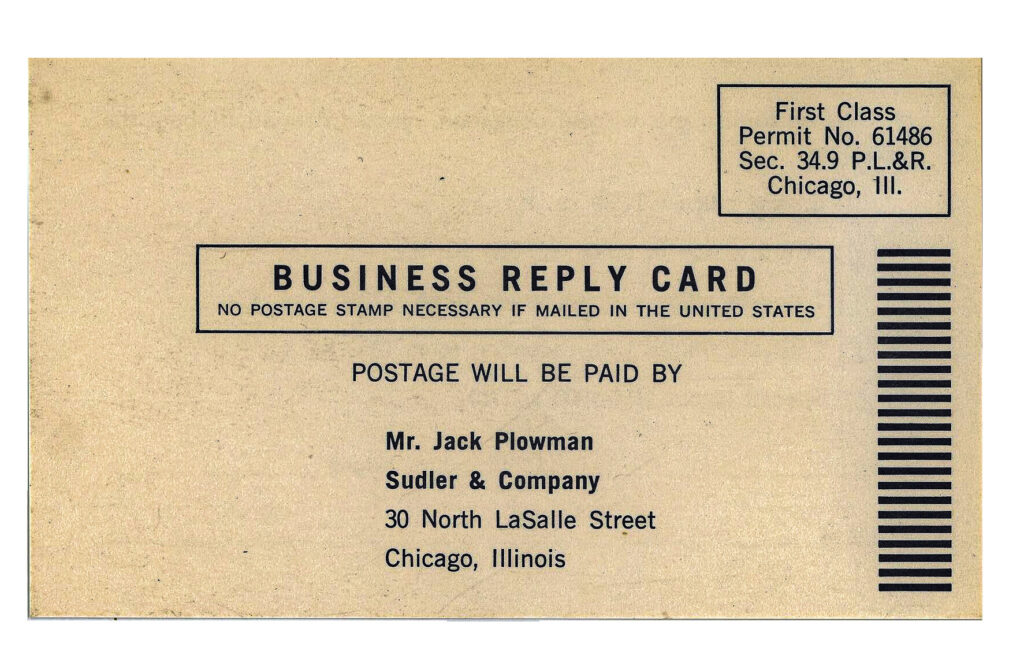 First Class
Permit No. 61486
Sec. 34.9 P.L.&R.
Chicago, Ill.
BUSINESS REPLY CARD
NO POSTAGE STAMP NECESSARY IF MAILED IN THE UNITED STATES
POSTAGE WILL BE PAID BY
Mr. Jack Plowman
Sudler & Company
30 North LaSalle Street
Chicago, Illinois